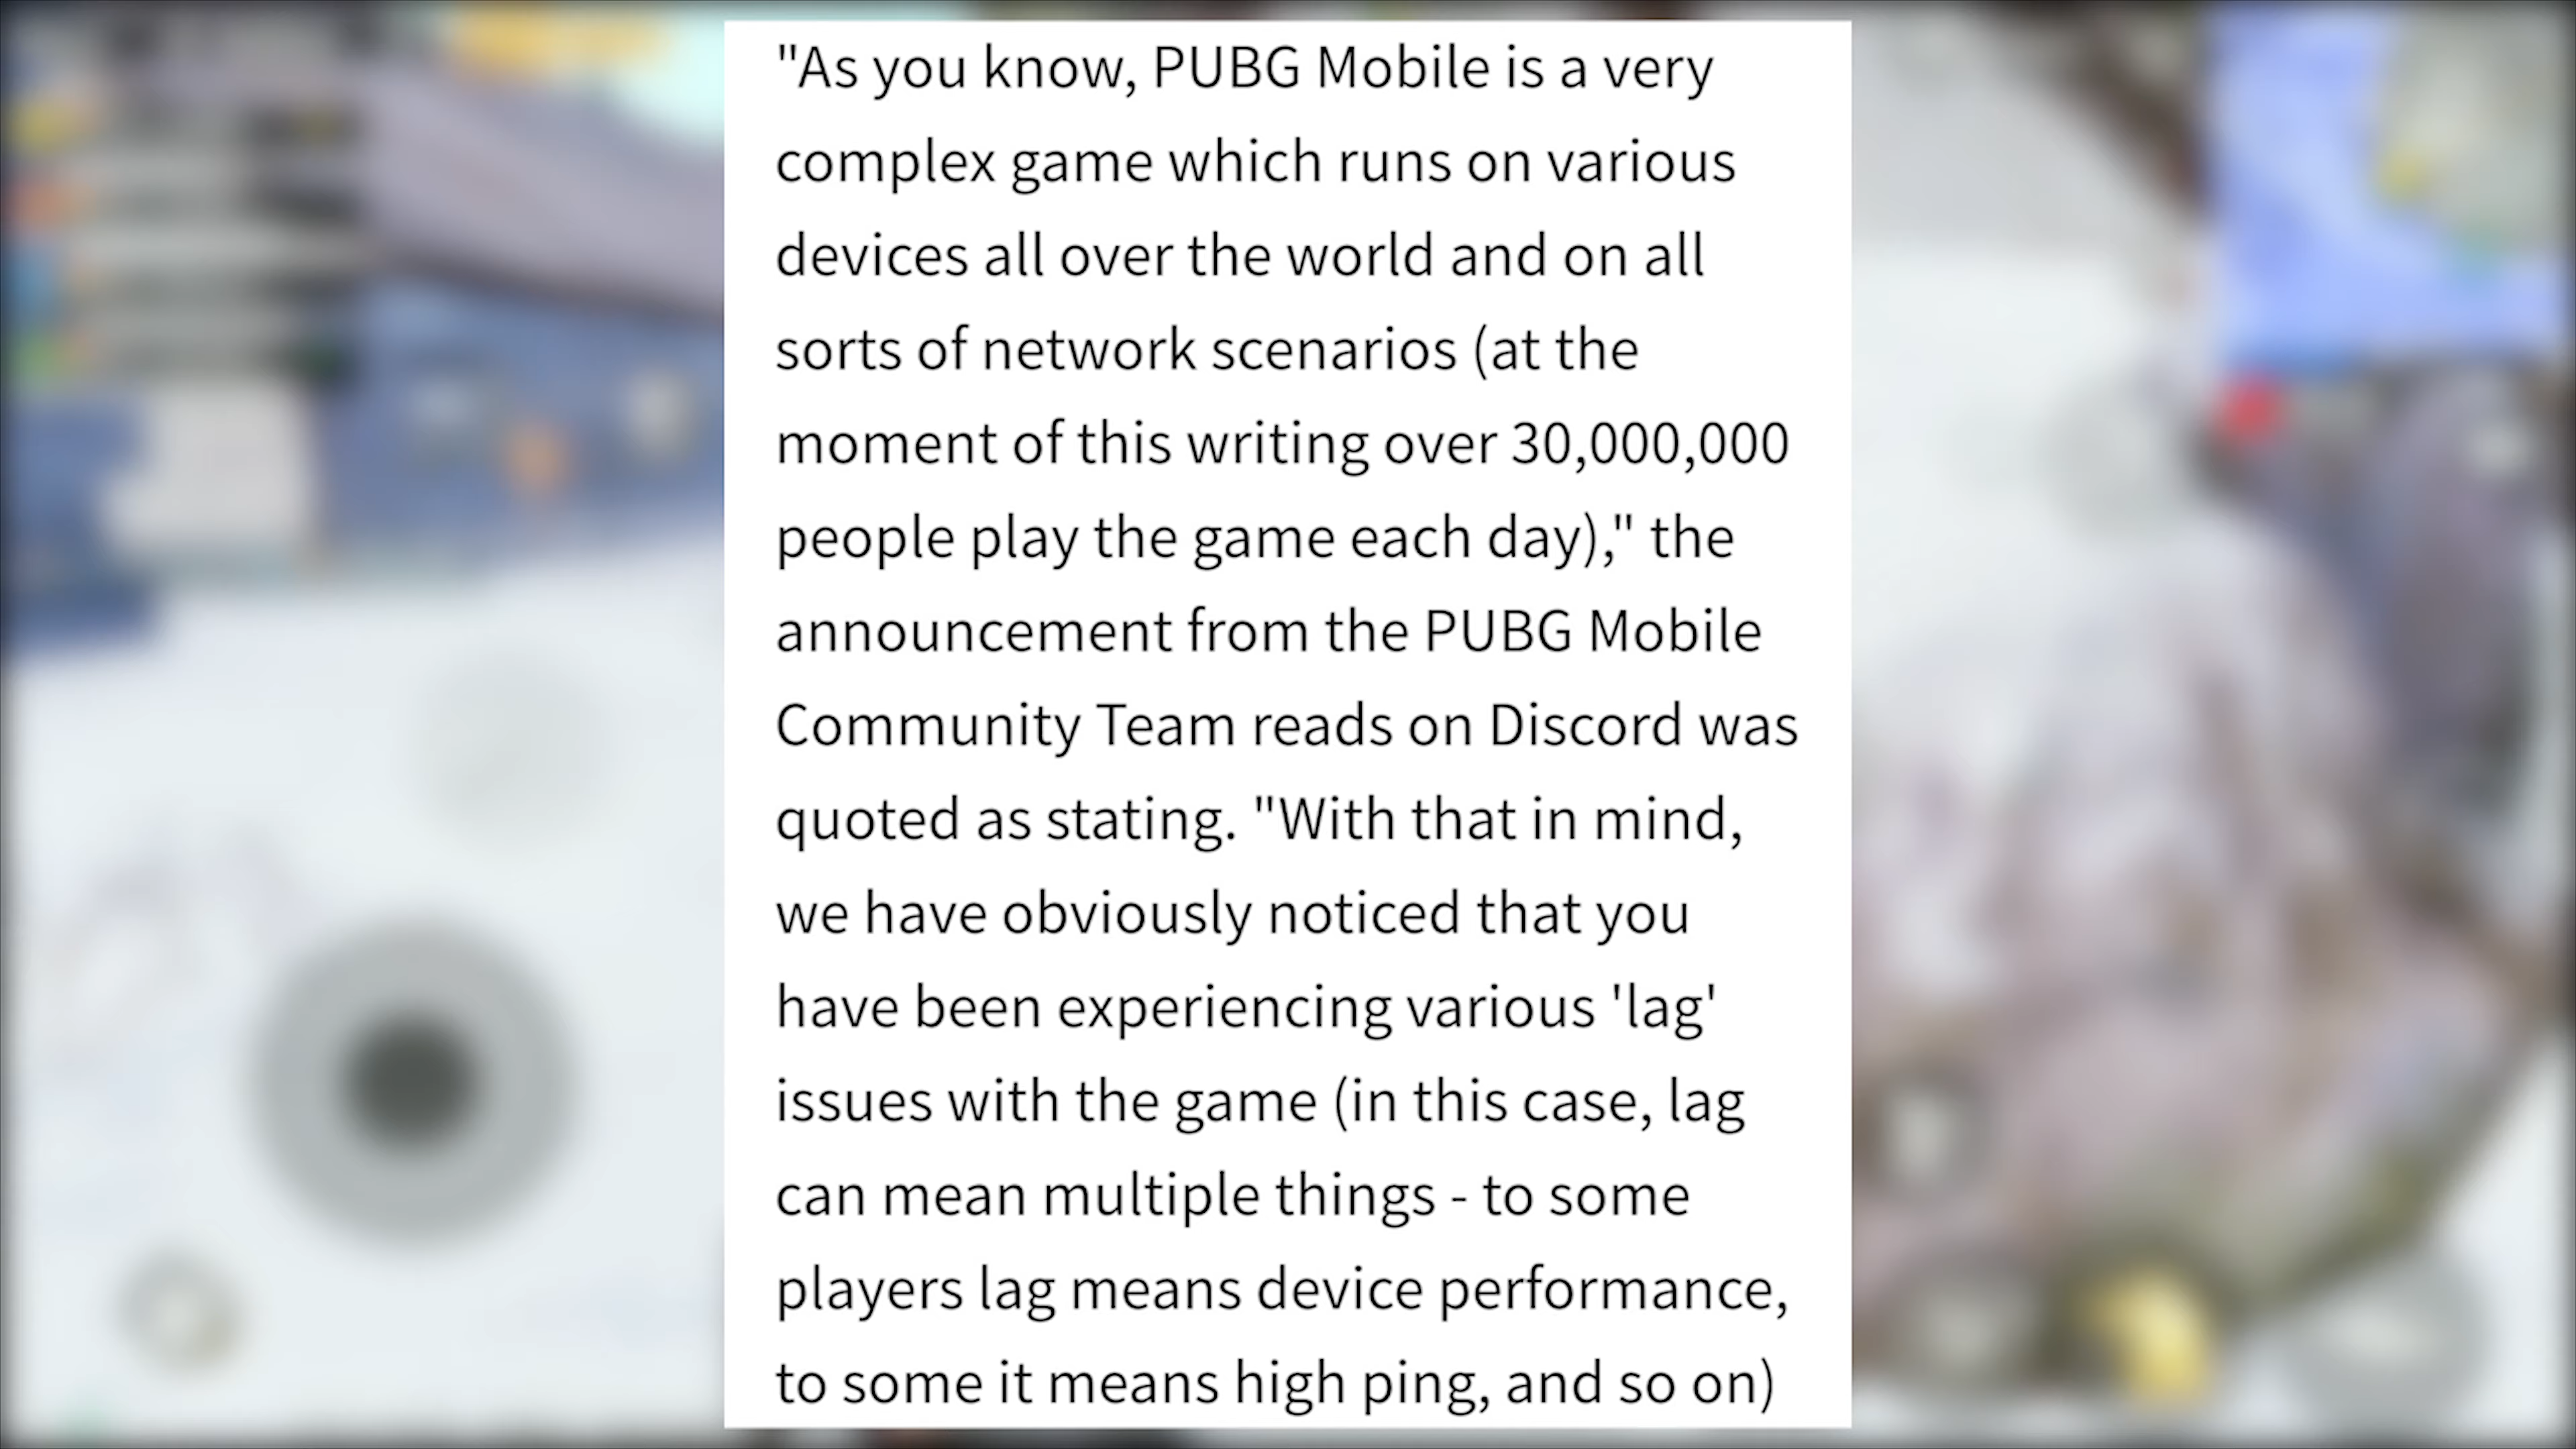 "As you know, PUBG Mobile is a very
complex game which runs on various
devices all over the world and on all
sorts of network scenarios (at the
moment of this writing over 30,000,000
people play the game each day)," the
announcement from the PUBG Mobile
Community Team reads on Discord was
quoted as stating. "With that in mind,
we have obviously noticed that you
have been experiencing various 'lag'
issues with the game (in this case, lag
can mean multiple things - to some
players lag means device performance,
to some it means high ping, and so on)